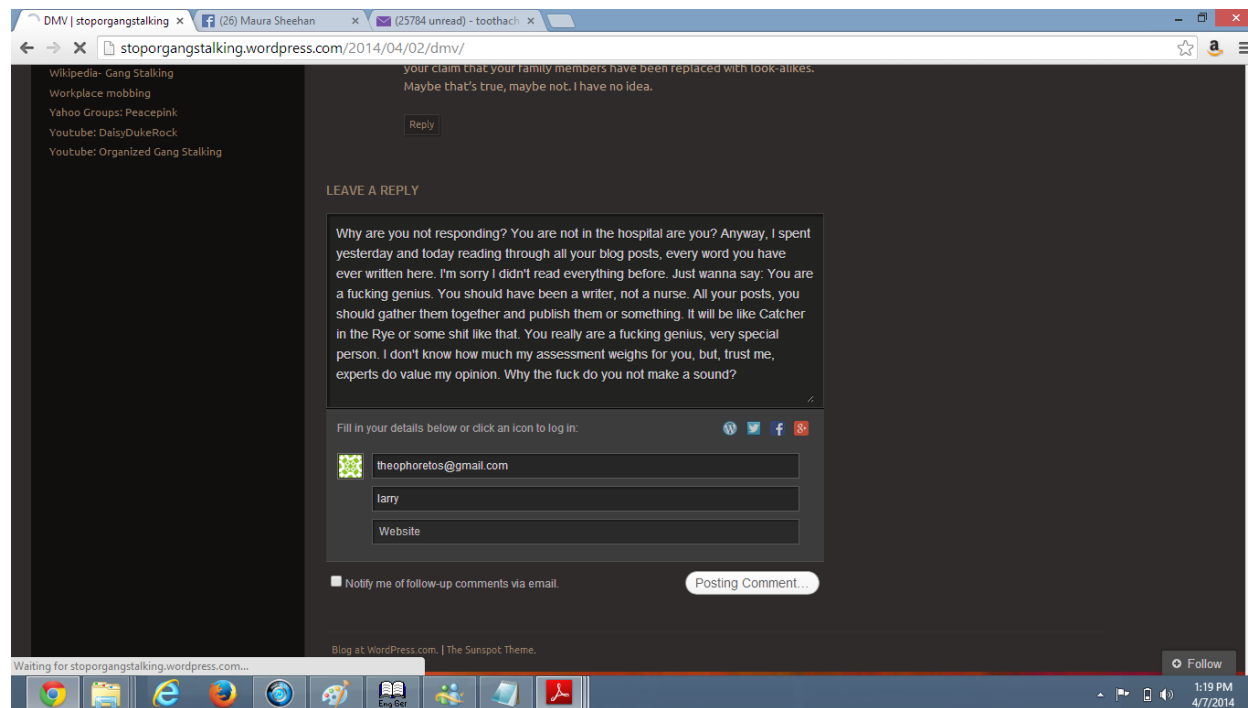 DMV | stoporgangstalking
(26) Maura Sheehan
(25784 unread) - toothach
stoporgangstalking.wordpress.com/2014/04/02/dmv/
Wikipedia- Gang Stalking
Workplace mobbing
Yahoo Groups: Peacepink
Youtube: DaisyDukeRock
Youtube: Organized Gang Stalking
your claim that your family members have been replaced with look-alikes.
Maybe that's true, maybe not. I have no idea.
Reply
LEAVE A REPLY
Why are you not responding? You are not in the hospital are you? Anyway, I spent
yesterday and today reading through all your blog posts, every word you have
ever written here. I'm sorry I didn't read everything before. Just wanna say: You are
a fucking genius. You should have been a writer, not a nurse. All your posts, you
should gather them together and publish them or something. It will be like Catcher
in the Rye or some shit like that. You really are a fucking genius, very special
person. I don't know how much my assessment weighs for you, but, trust me,
experts do value my opinion. Why the fuck do you not make a sound?
Fill in your details below or click an icon to log in:
theophoretos@gmail.com
larry
Website
Notify me of follow-up comments via email.
Posting Comment...
Blog at WordPress.com. | The Sunspot Theme.
Waiting for stoporgangstalking.wordpress.com...
Follow
Eng Ger
1:19 PM
4/7/2014